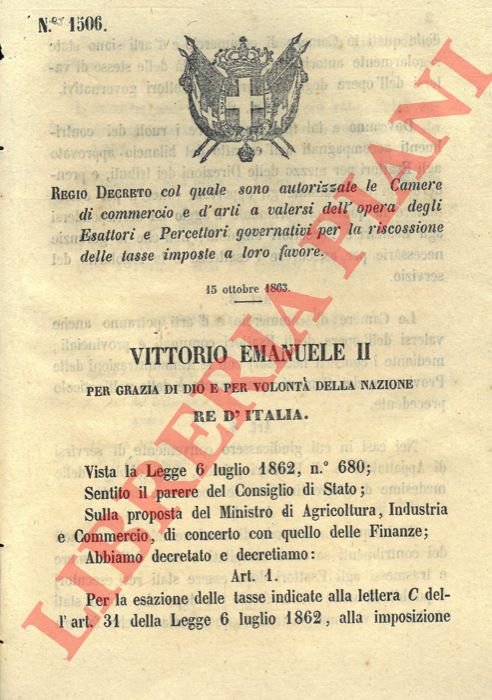 N.º 1506.
REGIO DECRETO col quale sono autorizzate le Camere
di commercio e d'arti a valersi dell'opera degli
Esattori e Percettori governativi per la riscossione
delle tasse imposte a loro favore.
15 ottobre 1863.
VITTORIO EMANUELE II
PER GRAZIA DI DIO E PER VOLONTÀ DELLA NAZIONE
RE D'ITALIA.
Vista la Legge 6 luglio 1862, n.° 680;
Sentito il parere del Consiglio di Stato;
Sulla proposta del Ministro di Agricoltura, Industria
e Commercio, di concerto con quello delle Finanze;
Abbiamo decretato e decretiamo:
Art. 1.
Per la esazione delle tasse indicate alla lettera C del-
l'art. 31 della Legge 6 luglio 1862, alla imposizione
LIBRERIA PIANI